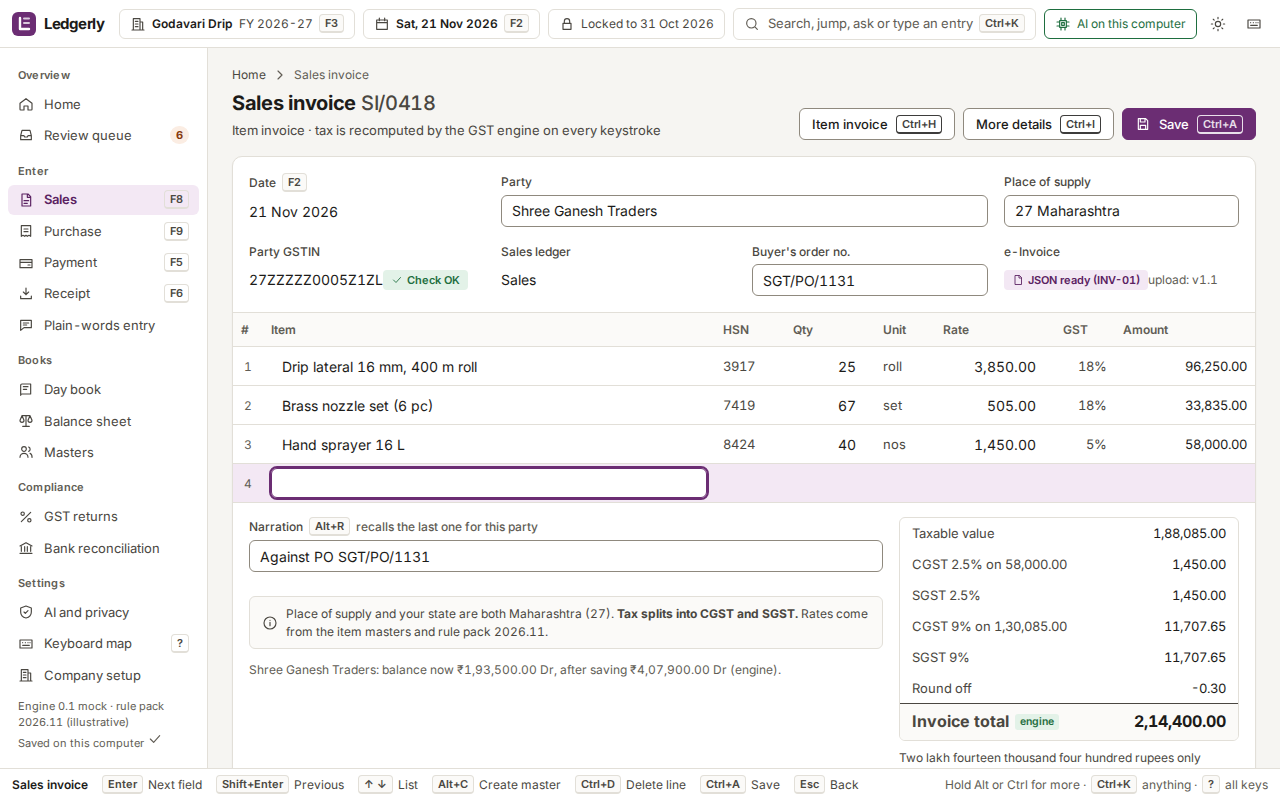 Ledgerly
Godavari Drip FY 2026-27 F3
Sat, 21 Nov 2026 F2
Locked to 31 Oct 2026
Search, jump, ask or type an entry Ctrl+K
AI on this computer
Overview
Home
Review queue 6
Enter
Sales F8
Purchase F9
Payment F5
Receipt F6
Plain-words entry
Books
Day book
Balance sheet
Masters
Compliance
GST returns
Bank reconciliation
Settings
AI and privacy
Keyboard map ?
Company setup
Engine 0.1 mock · rule pack
2026.11 (illustrative)
Saved on this computer
Home > Sales invoice
Sales invoice SI/0418
Item invoice · tax is recomputed by the GST engine on every keystroke
Item invoice Ctrl+H
More details Ctrl+I
Save Ctrl+A
Date F2 Party Place of supply
21 Nov 2026 Shree Ganesh Traders 27 Maharashtra
Party GSTIN Sales ledger Buyer's order no. e-Invoice
27ZZZZZ0005Z1ZL Check OK Sales SGT/PO/1131 JSON ready (INV-01) upload: v1.1
# Item HSN Qty Unit Rate GST Amount
1 Drip lateral 16 mm, 400 m roll 3917 25 roll 3,850.00 18% 96,250.00
2 Brass nozzle set (6 pc) 7419 67 set 505.00 18% 33,835.00
3 Hand sprayer 16 L 8424 40 nos 1,450.00 5% 58,000.00
4
Narration Alt+R recalls the last one for this party
Against PO SGT/PO/1131
Place of supply and your state are both Maharashtra (27). Tax splits into CGST and SGST. Rates come
from the item masters and rule pack 2026.11.
Shree Ganesh Traders: balance now ₹1,93,500.00 Dr, after saving ₹4,07,900.00 Dr (engine).
Taxable value 1,88,085.00
CGST 2.5% on 58,000.00 1,450.00
SGST 2.5% 1,450.00
CGST 9% on 1,30,085.00 11,707.65
SGST 9% 11,707.65
Round off -0.30
Invoice total engine 2,14,400.00
Two lakh fourteen thousand four hundred rupees only
Sales invoice Enter Next field Shift+Enter Previous ↑ ↓ List Alt+C Create master Ctrl+D Delete line Ctrl+A Save Esc Back Hold Alt or Ctrl for more · Ctrl+K anything · ? all keys